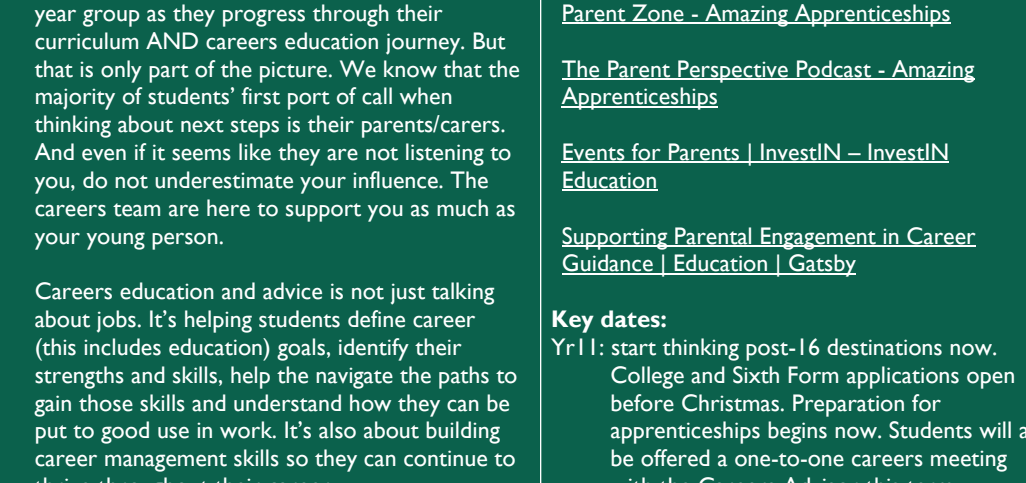 year group as they progress through their
curriculum AND careers education journey. But
that is only part of the picture. We know that the
majority of students' first port of call when
thinking about next steps is their parents/carers.
And even if it seems like they are not listening to
you, do not underestimate your influence. The
careers team are here to support you as much as
your young person.
Careers education and advice is not just talking
about jobs. It's helping students define career
(this includes education) goals, identify their
strengths and skills, help the navigate the paths to
gain those skills and understand how they can be
put to good use in work. It's also about building
career management skills so they can continue to
Parent Zone - Amazing Apprenticeships
The Parent Perspective Podcast - Amazing
Apprenticeships
Events for Parents | InvestIN – InvestIN
Education
Supporting Parental Engagement in Career
Guidance | Education | Gatsby
Key dates:
Yr11: start thinking post-16 destinations now.
College and Sixth Form applications open
before Christmas. Preparation for
apprenticeships begins now. Students will
be offered a one-to-one careers meeting